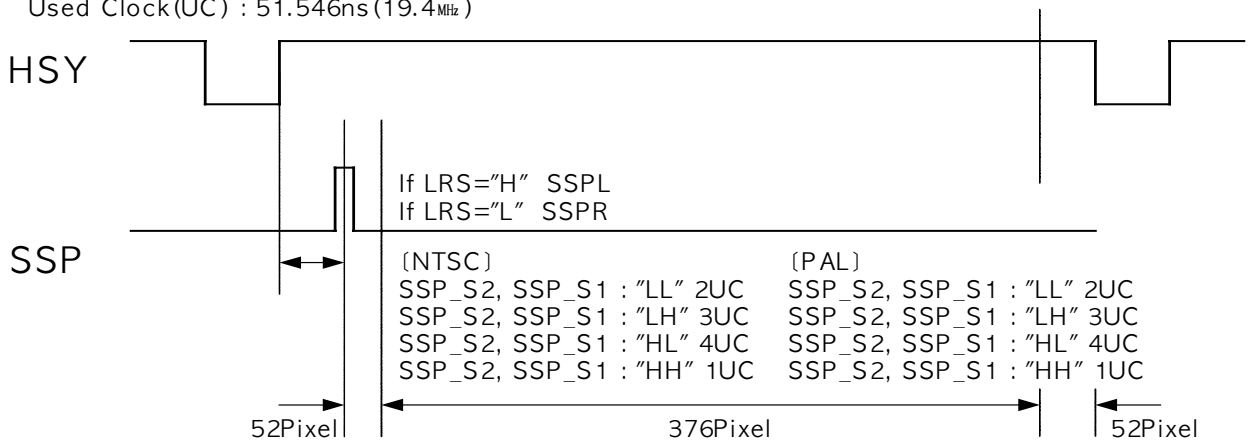 Used Clock(UC) : 51.546ns(19.4㎒)
HSY
If LRS="H" SSPL
If LRS="L" SSPR
SSP
〔NTSC〕 〔PAL〕
SSP_S2, SSP_S1 : "LL" 2UC SSP_S2, SSP_S1 : "LL" 2UC
SSP_S2, SSP_S1 : "LH" 3UC SSP_S2, SSP_S1 : "LH" 3UC
SSP_S2, SSP_S1 : "HL" 4UC SSP_S2, SSP_S1 : "HL" 4UC
SSP_S2, SSP_S1 : "HH" 1UC SSP_S2, SSP_S1 : "HH" 1UC
52Pixel 376Pixel 52Pixel